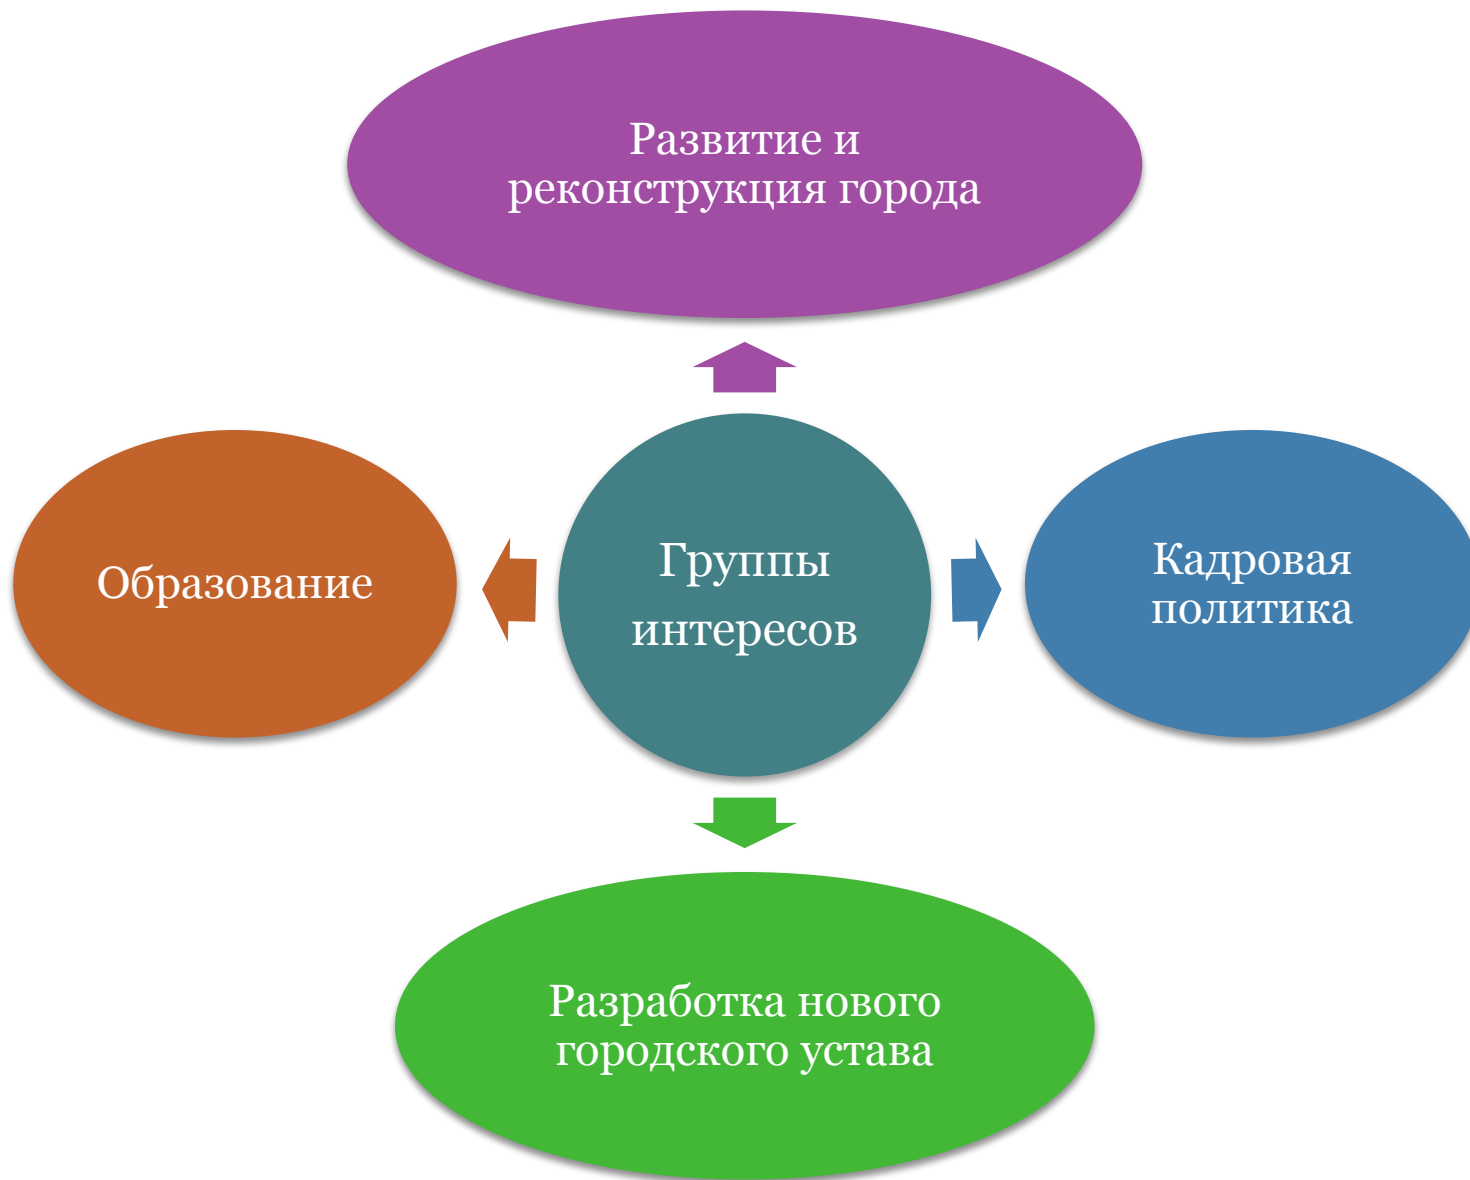 Развитие и
реконструкция города
Образование
Группы
интересов
Кадровая
политика
Разработка нового
городского устава